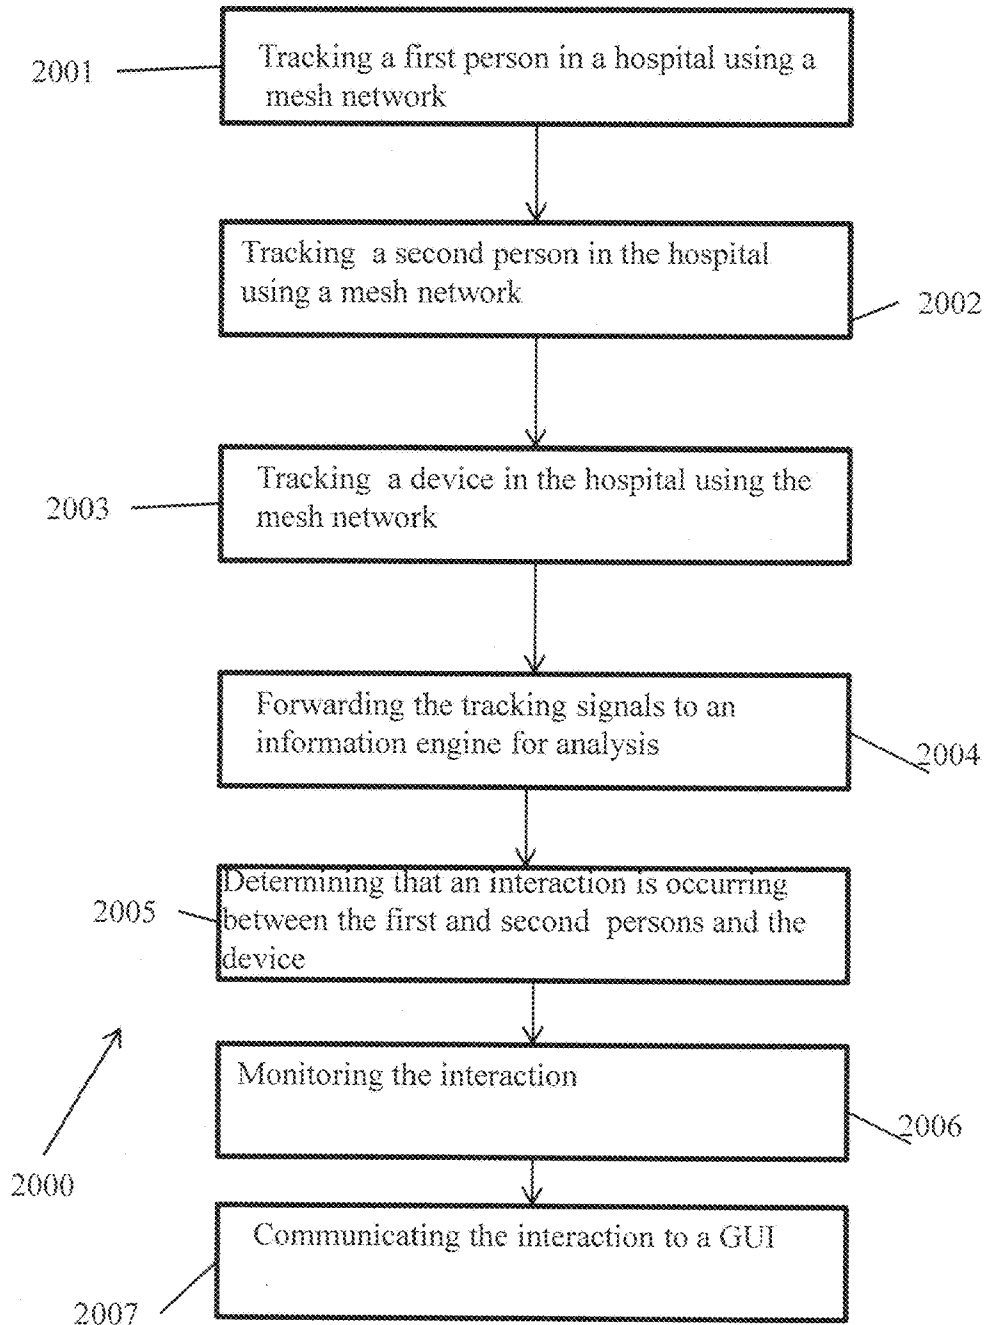 Tracking a first person in a hospital using a
mesh network
2001
Tracking a second person in the hospital
using a mesh network
2002
Tracking a device in the hospital using the
mesh network
2003
Forwarding the tracking signals to an
information engine for analysis
2004
Determining that an interaction is occurring
between the first and second persons and the
device
2005
Monitoring the interaction
2006
2000
Communicating the interaction to a GUI
2007